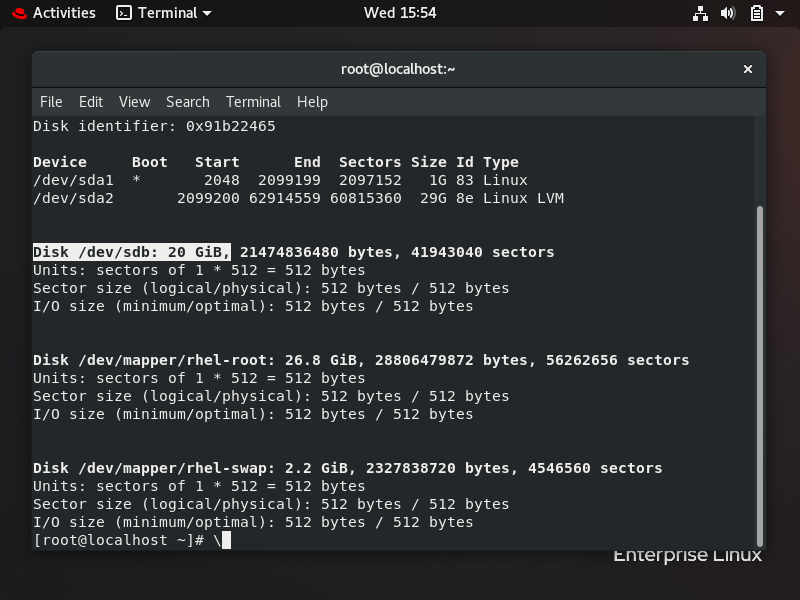 Activities Terminal Wed 15:54
root@localhost:~
File Edit View Search Terminal Help
Disk identifier: 0x91b22465
Device Boot Start End Sectors Size Id Type
/dev/sda1 * 2048 2099199 2097152 1G 83 Linux
/dev/sda2 2099200 62914559 60815360 29G 8e Linux LVM
Disk /dev/sdb: 20 GiB, 21474836480 bytes, 41943040 sectors
Units: sectors of 1 * 512 = 512 bytes
Sector size (logical/physical): 512 bytes / 512 bytes
I/O size (minimum/optimal): 512 bytes / 512 bytes
Disk /dev/mapper/rhel-root: 26.8 GiB, 28806479872 bytes, 56262656 sectors
Units: sectors of 1 * 512 = 512 bytes
Sector size (logical/physical): 512 bytes / 512 bytes
I/O size (minimum/optimal): 512 bytes / 512 bytes
Disk /dev/mapper/rhel-swap: 2.2 GiB, 2327838720 bytes, 4546560 sectors
Units: sectors of 1 * 512 = 512 bytes
Sector size (logical/physical): 512 bytes / 512 bytes
I/O size (minimum/optimal): 512 bytes / 512 bytes
[root@localhost ~]# \
Enterprise Linux